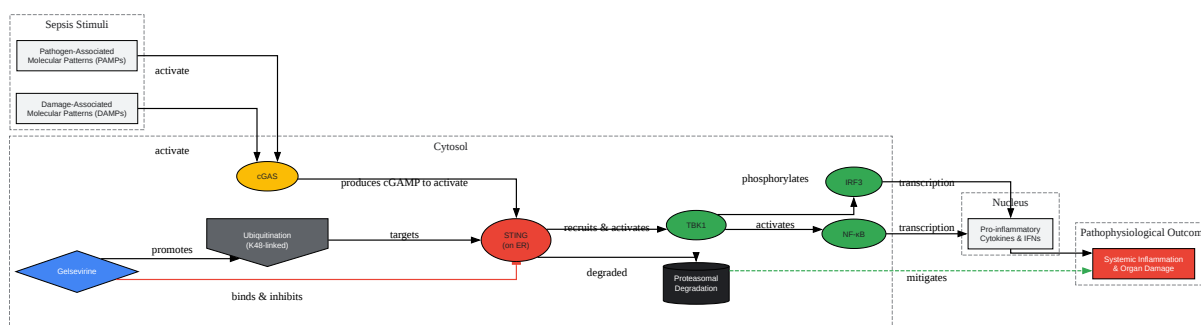 Sepsis Stimuli
Pathogen-Associated
Molecular Patterns (PAMPs)
activate
Damage-Associated
Molecular Patterns (DAMPs)
activate
Cytosol
cGAS
produces cGAMP to activate
phosphorylates
IRF3
transcription
Nucleus
Ubiquitination
(K48-linked)
targets
STING
(on ER)
recruit & activates
TBK1
activates
NF-κB
transcription
Pro-inflammatory
Cytokines & IFNs
Pathophysiological Outcom
Systemic Inflammation
& Organ Damage
promotes
Gelsevirine
binds & inhibits
degraded
Proteasomal
Degradation
mitigates